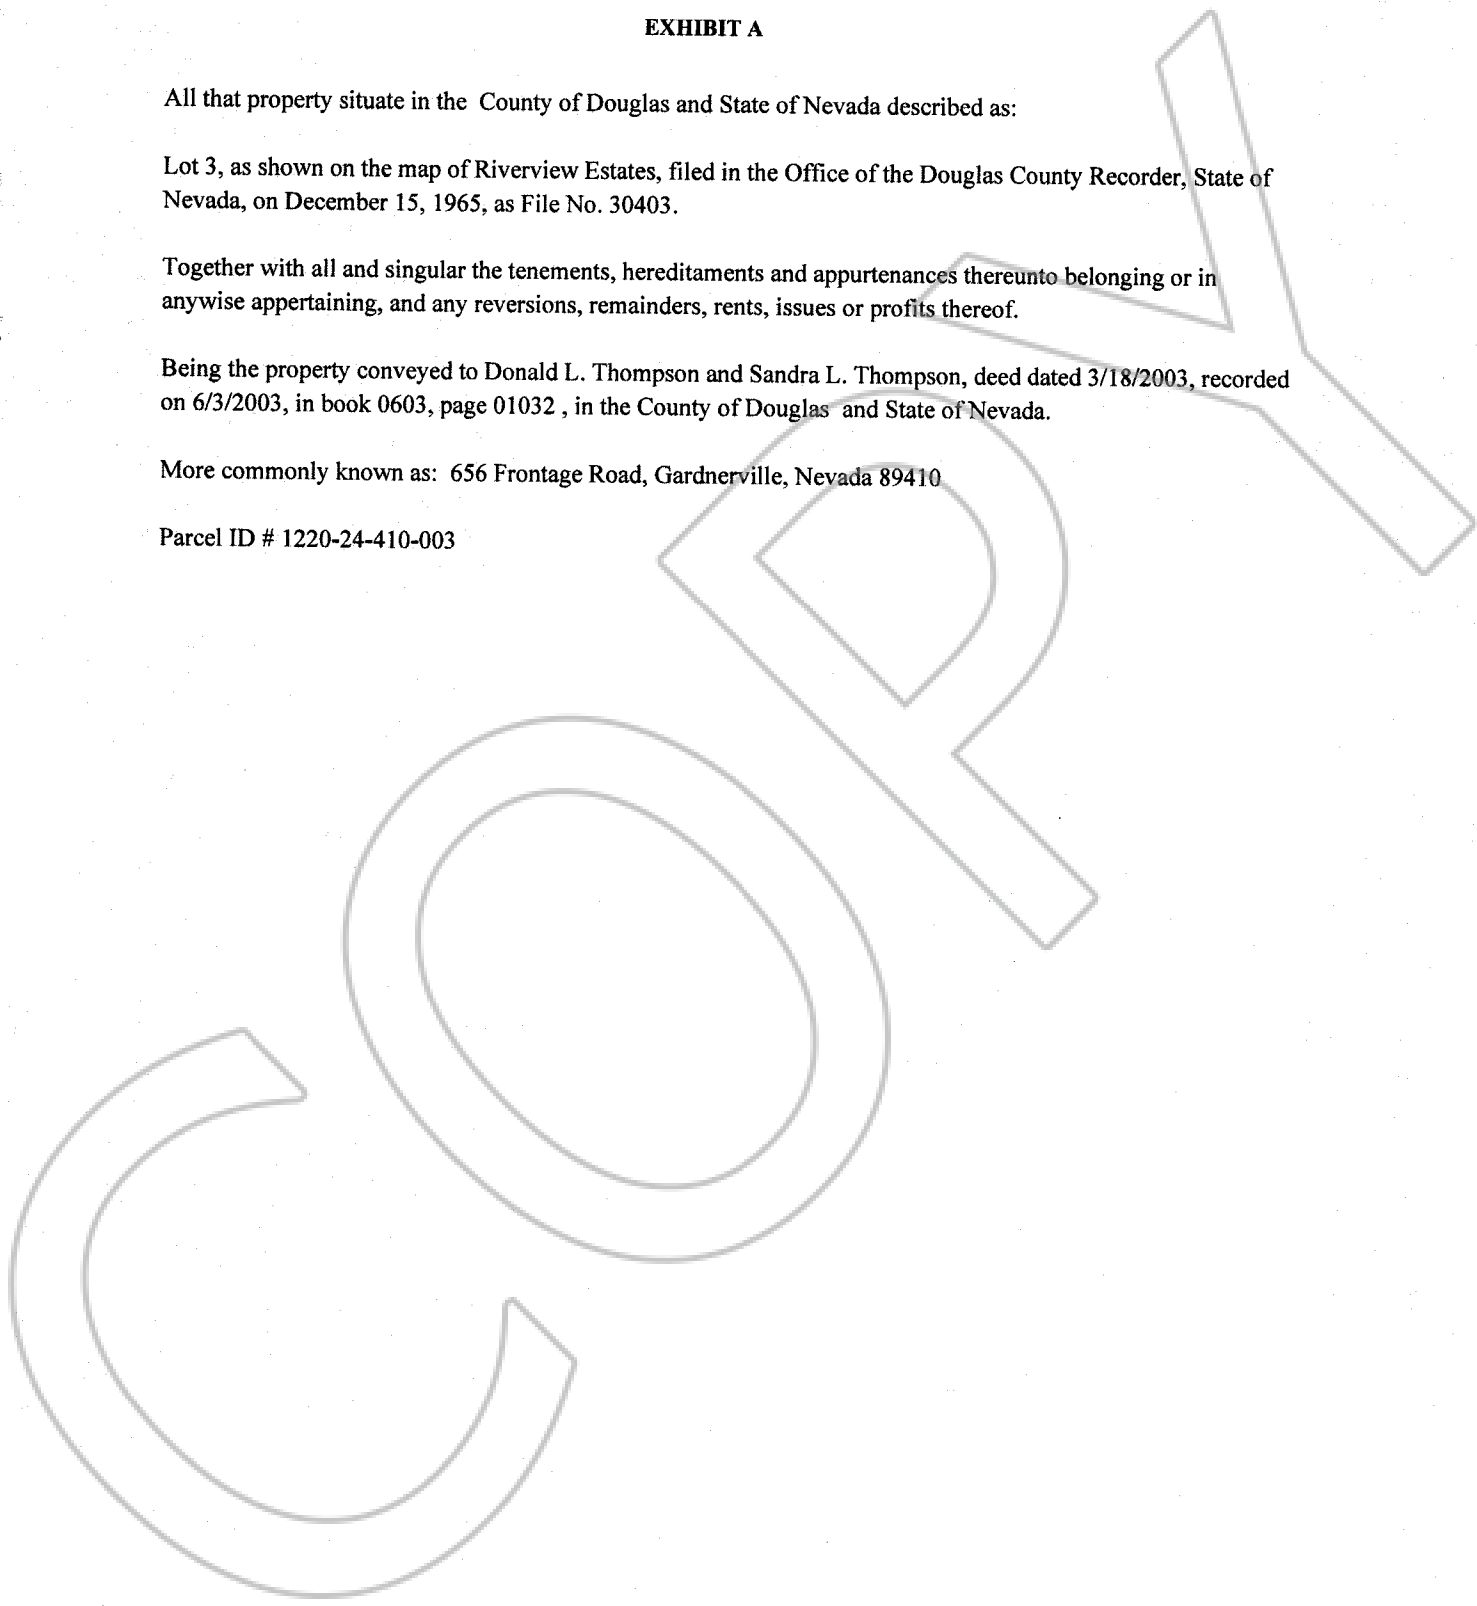 EXHIBIT A
All that property situate in the County of Douglas and State of Nevada described as:
Lot 3, as shown on the map of Riverview Estates, filed in the Office of the Douglas County Recorder, State of
Nevada, on December 15, 1965, as File No. 30403.
Together with all and singular the tenements, hereditaments and appurtenances thereunto belonging or in
anywise appertaining, and any reversions, remainders, rents, issues or profits thereof.
Being the property conveyed to Donald L. Thompson and Sandra L. Thompson, deed dated 3/18/2003, recorded
on 6/3/2003, in book 0603, page 01032 , in the County of Douglas and State of Nevada.
More commonly known as: 656 Frontage Road, Gardnerville, Nevada 89410
Parcel ID # 1220-24-410-003
COPY